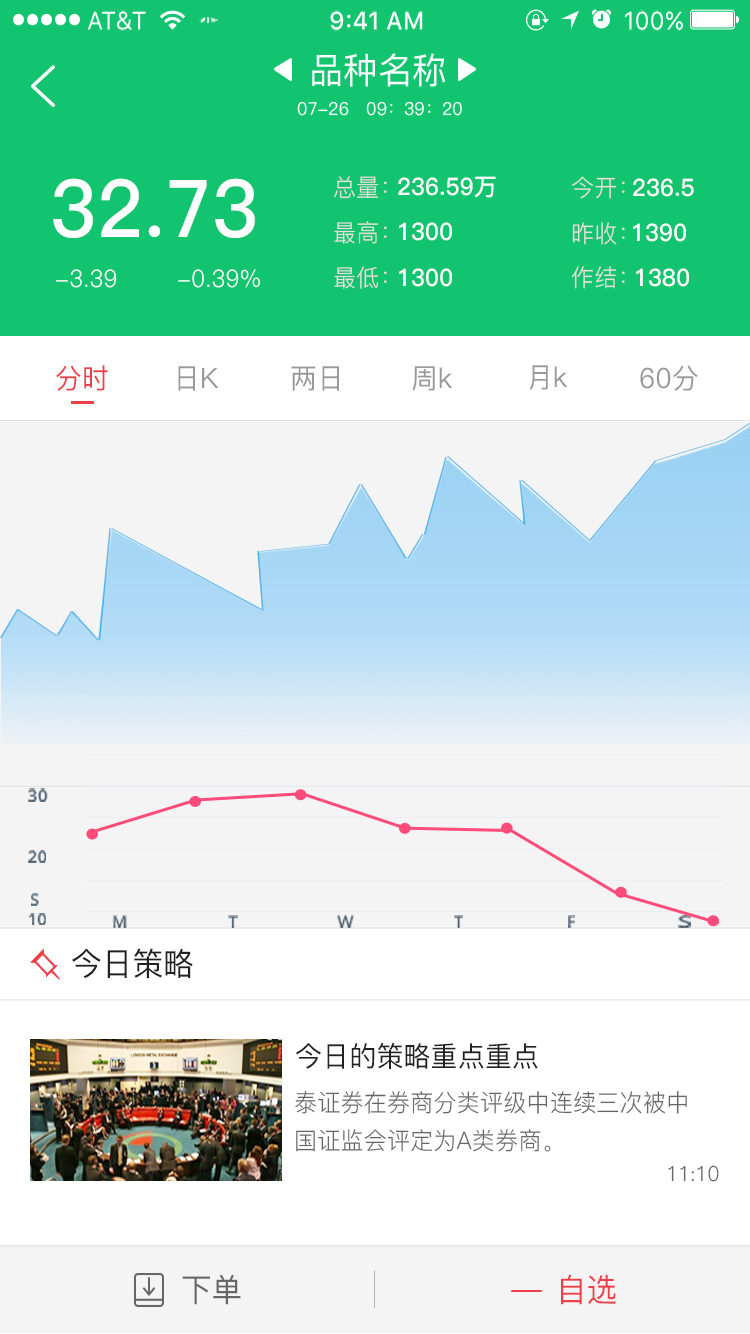 AT&T 9:41 AM 100%
品种名称
07-26 09: 39: 20
32.73
-3.39 -0.39%
总量: 236.59万
最高: 1300
最低: 1300
今开: 236.5
昨收: 1390
作结: 1380
分时 日K 两日 周k 月k 60分
30
20
S
10
M T W T F S
今日策略
LONDON METAL EXCHANGE
今日的策略重点重点
泰证券在券商分类评级中连续三次被中
国证监会评定为A类券商。
11:10
下单 自选